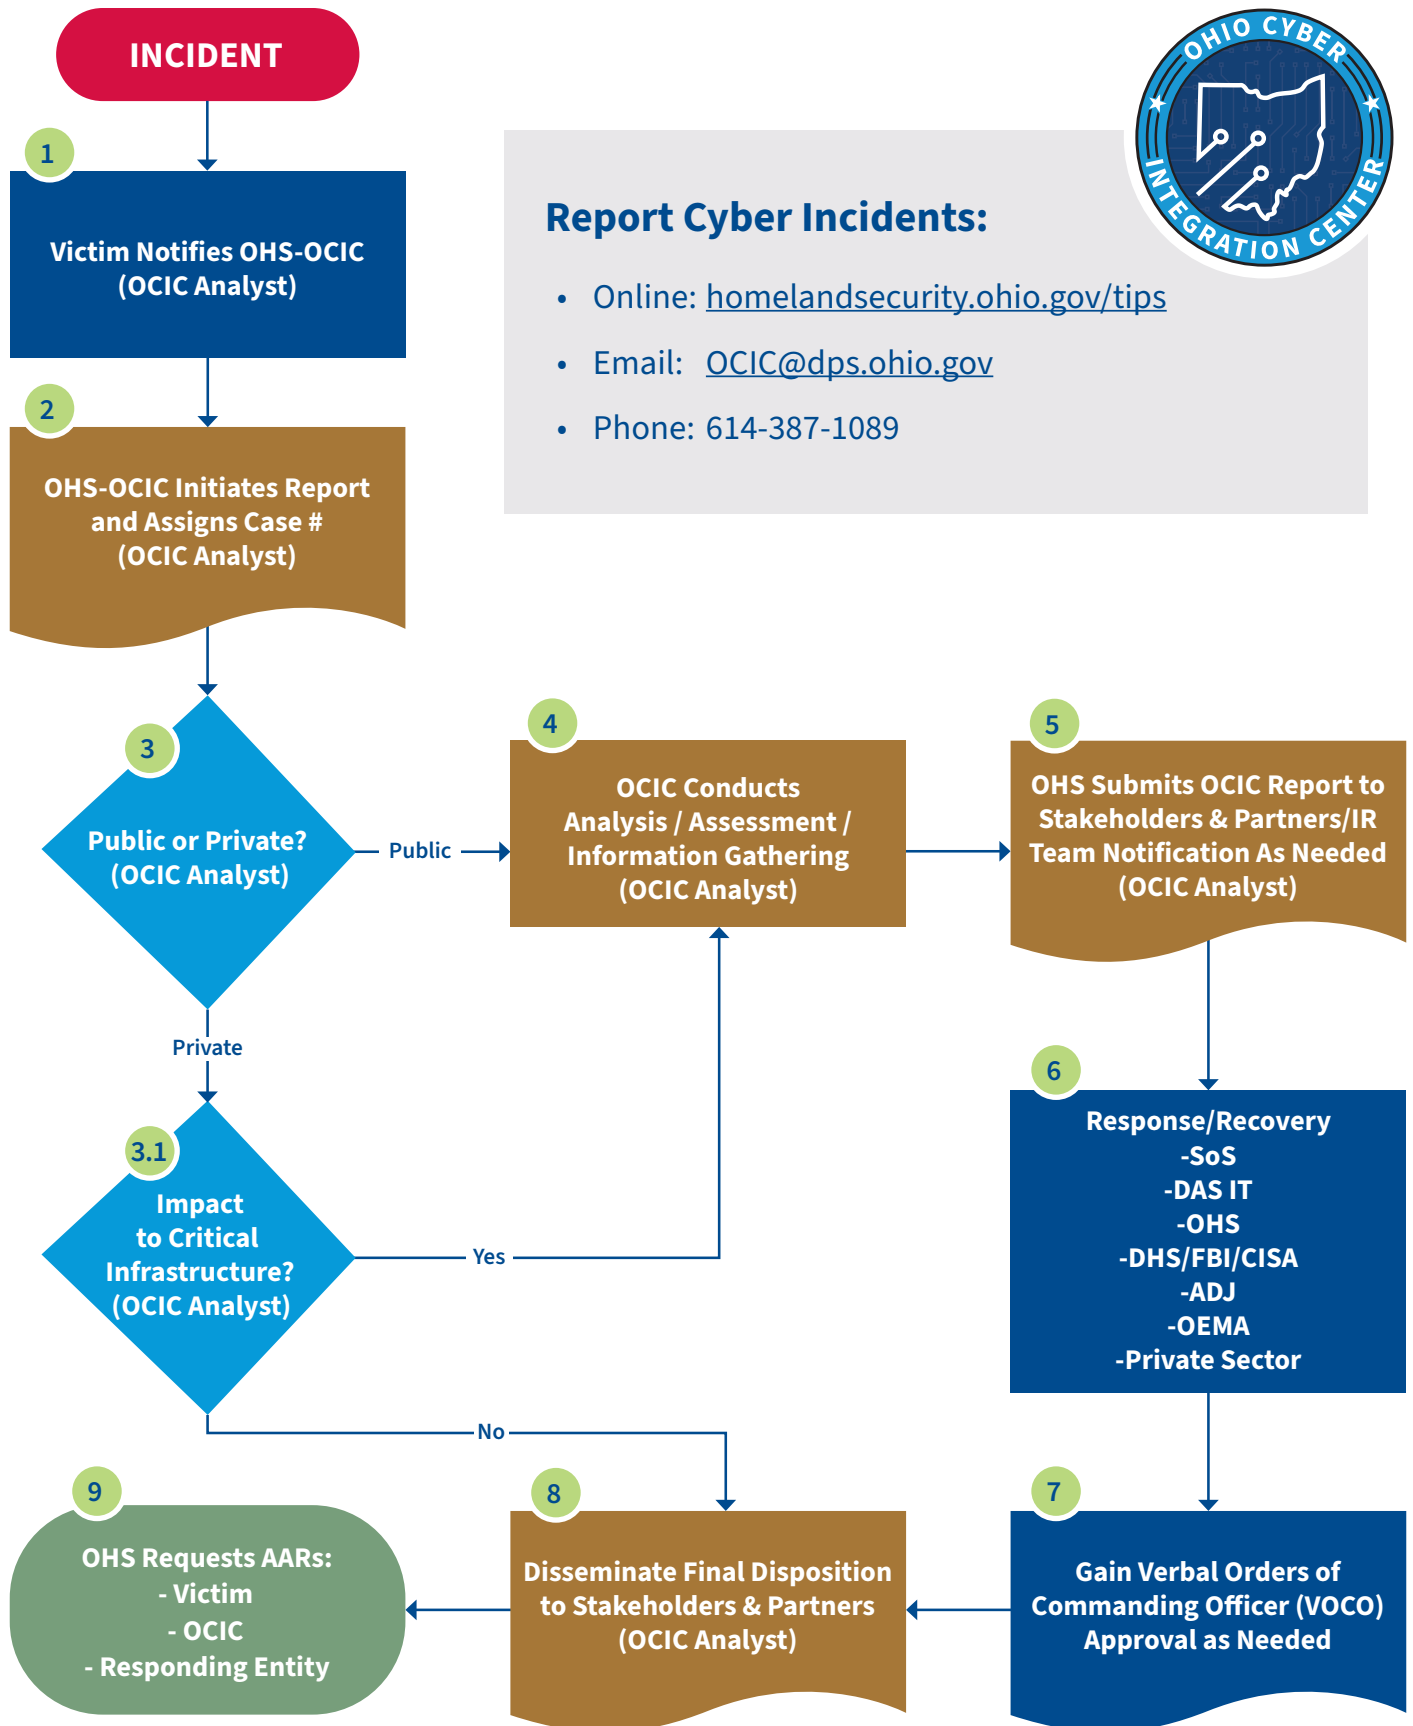 INCIDENT
OHIO CYBER
INTEGRATION CENTER
Report Cyber Incidents:
• Online: homelandsecurity.ohio.gov/tips
• Email: OCIC@dps.ohio.gov
• Phone: 614-387-1089
1
Victim Notifies OHS-OCIC
(OCIC Analyst)
2
OHS-OCIC Initiates Report
and Assigns Case #
(OCIC Analyst)
3
Public or Private?
(OCIC Analyst)
Public
Private
3.1
Impact
to Critical
Infrastructure?
(OCIC Analyst)
Yes
No
4
OCIC Conducts
Analysis / Assessment /
Information Gathering
(OCIC Analyst)
5
OHS Submits OCIC Report to
Stakeholders & Partners/IR
Team Notification As Needed
(OCIC Analyst)
6
Response/Recovery
-SoS
-DAS IT
-OHS
-DHS/FBI/CISA
-ADJ
-OEMA
-Private Sector
7
Gain Verbal Orders of
Commanding Officer (VOCO)
Approval as Needed
8
Disseminate Final Disposition
to Stakeholders & Partners
(OCIC Analyst)
9
OHS Requests AARs:
- Victim
- OCIC
- Responding Entity